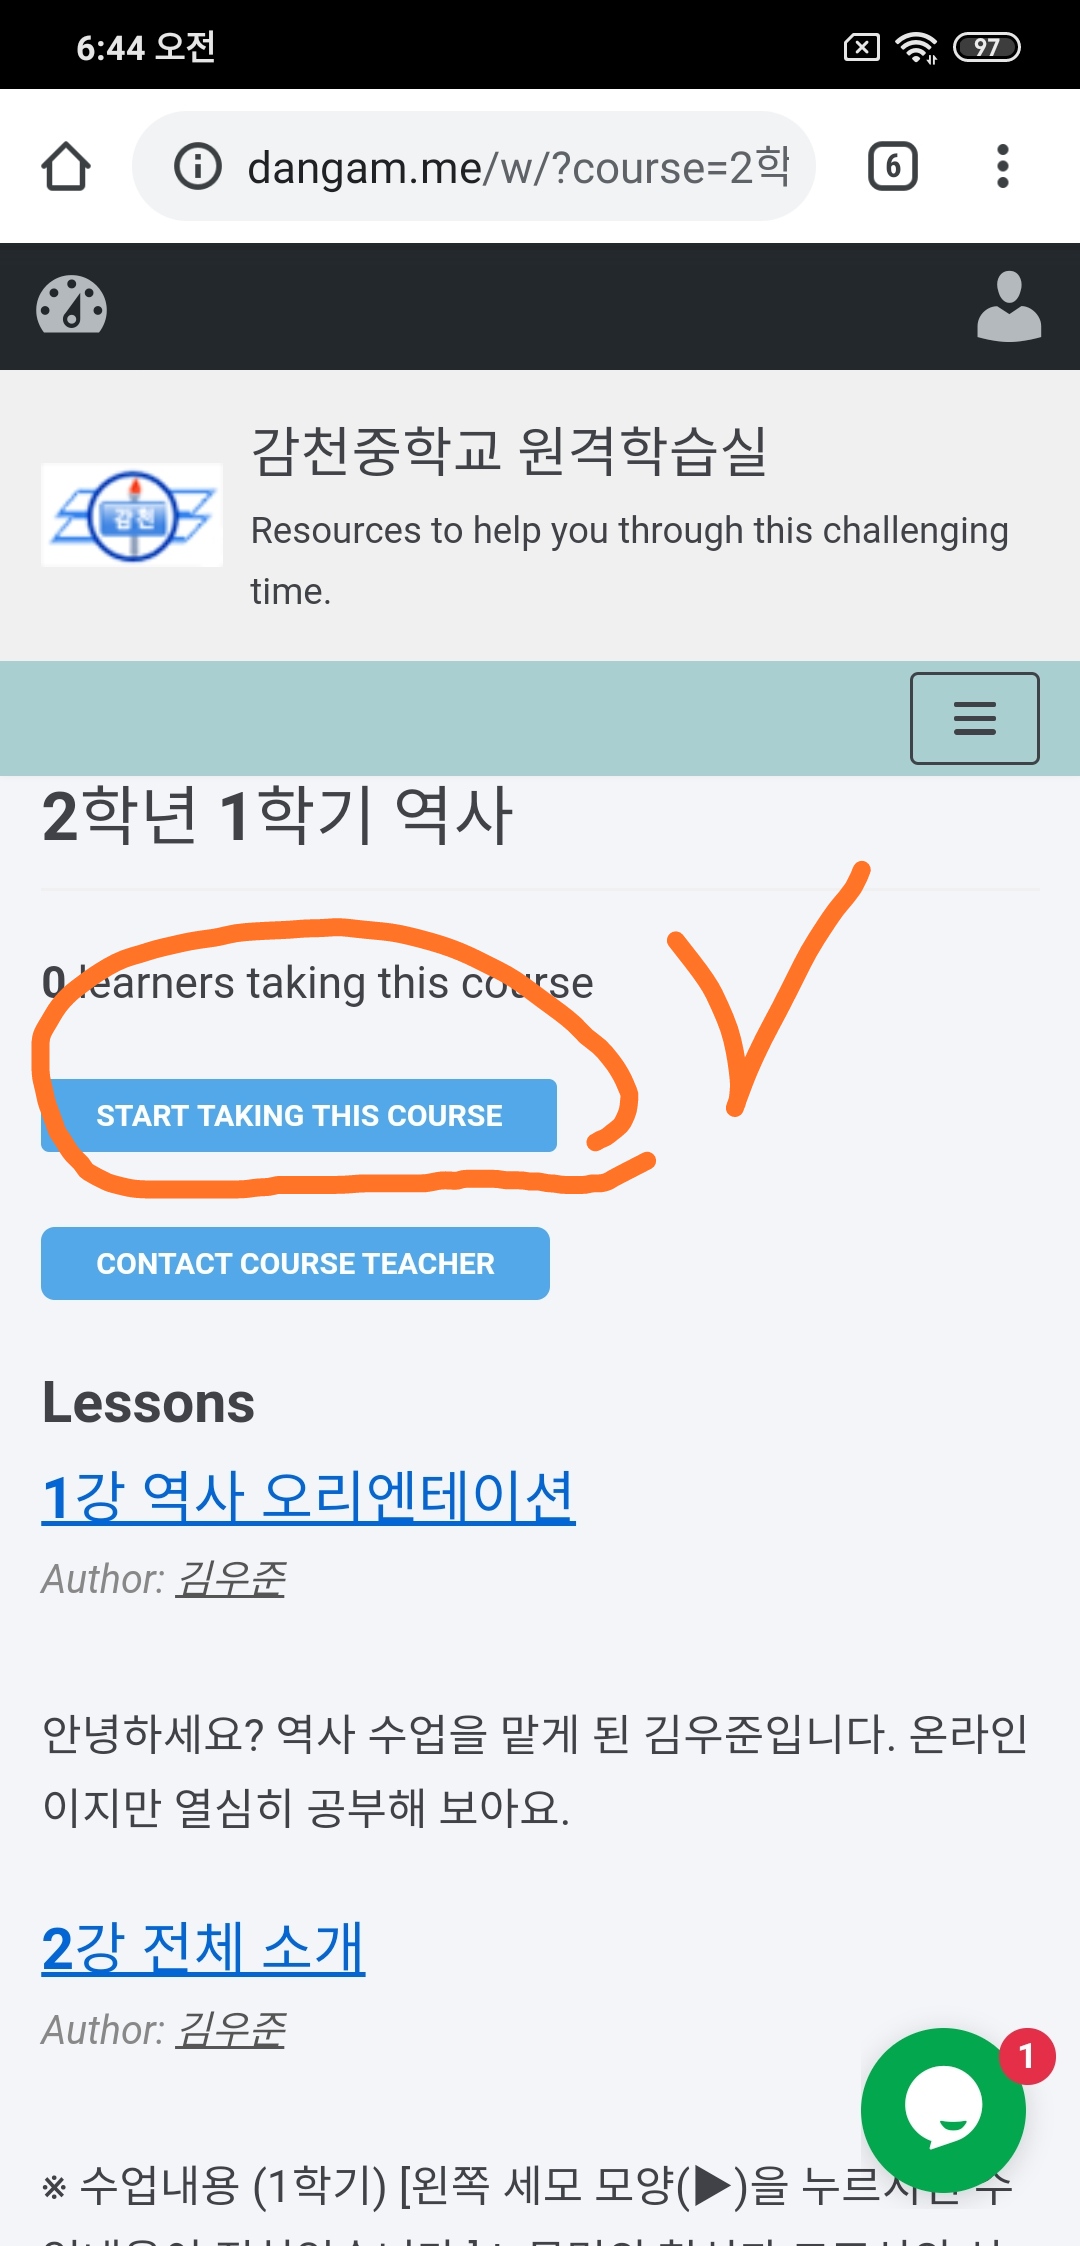 6:44 오전
97
dangam.me/w/?course=2학
6
감천중학교 원격학습실
감천
Resources to help you through this challenging
time.
2학년 1학기 역사
0 learners taking this course
START TAKING THIS COURSE
CONTACT COURSE TEACHER
Lessons
1강 역사 오리엔테이션
Author: 김우준
안녕하세요? 역사 수업을 맡게 된 김우준입니다. 온라인
이지만 열심히 공부해 보아요.
2강 전체 소개
Author: 김우준
1
※ 수업내용 (1학기) [왼쪽 세모 모양(▶)을 누르시면 수